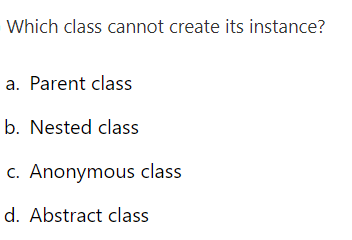 Which class cannot create its instance?
a. Parent class
b. Nested class
c. Anonymous class
d. Abstract class